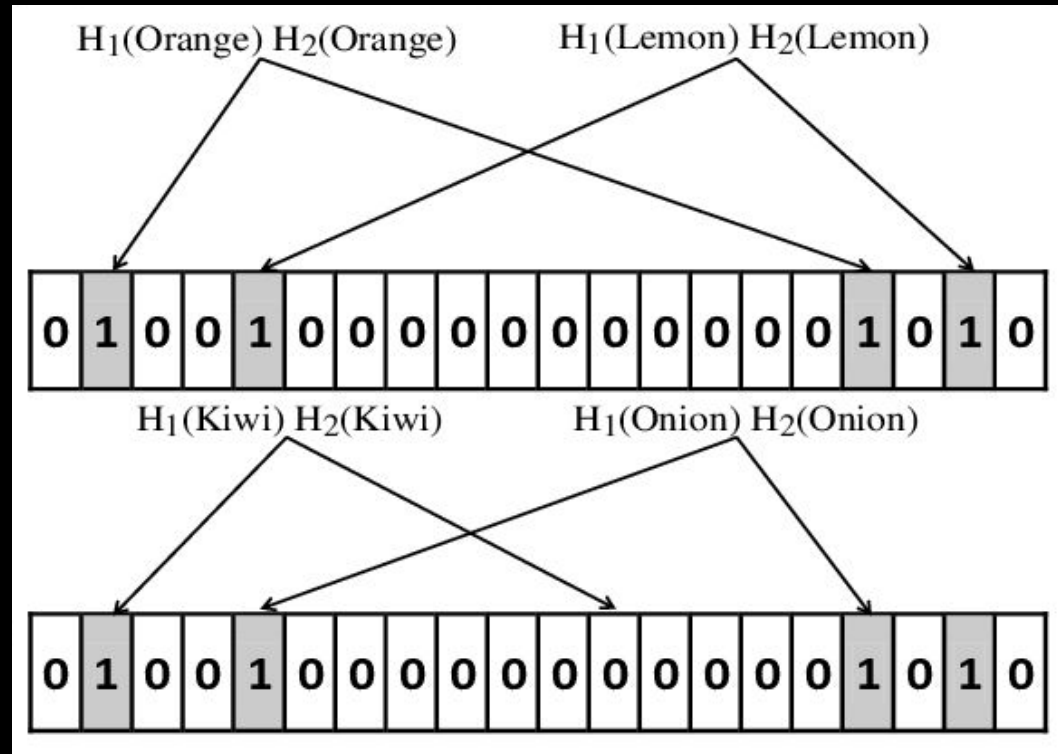 H₁(Orange) H₂(Orange) H₁(Lemon) H₂(Lemon)
0 1 0 0 1 0 0 0 0 0 0 0 0 0 0 0 1 0 1 0
H₁(Kiwi) H₂(Kiwi) H₁(Onion) H₂(Onion)
0 1 0 0 1 0 0 0 0 0 0 0 0 0 0 0 1 0 1 0